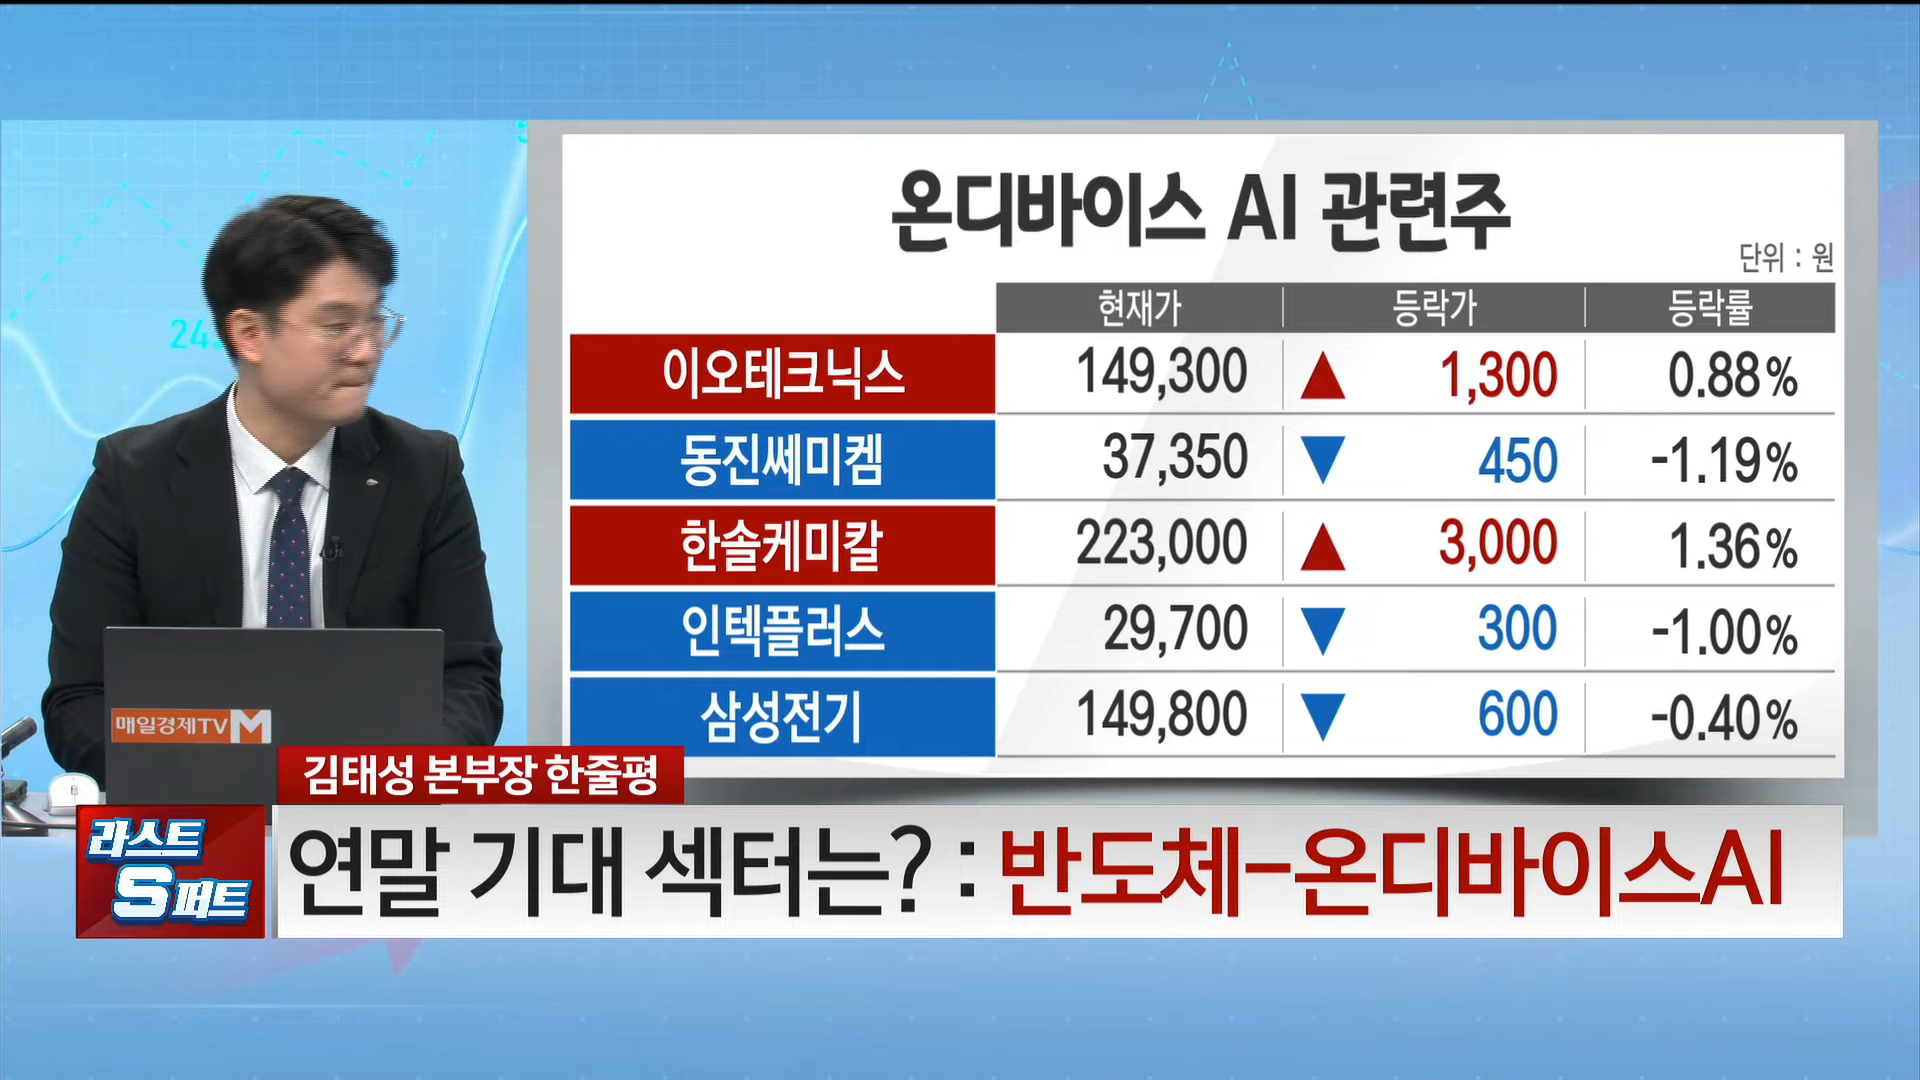 온디바이스 AI 관련주
단위 : 원
현재가 등락가 등락률
이오테크닉스 149,300 ▲ 1,300 0.88%
동진쎄미켐 37,350 ▼ 450 -1.19%
한솔케미칼 223,000 ▲ 3,000 1.36%
인텍플러스 29,700 ▼ 300 -1.00%
삼성전기 149,800 ▼ 600 -0.40%
매일경제TV M
김태성 본부장 한줄평
라스트
S퍼트
연말 기대 섹터는? : 반도체-온디바이스AI